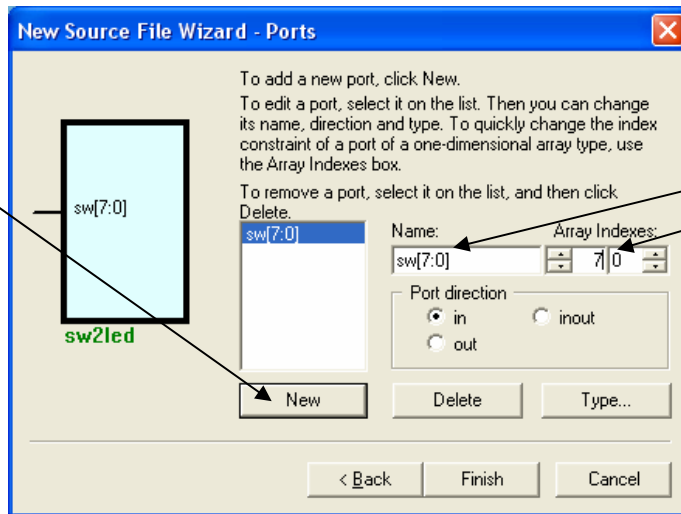 New Source File Wizard - Ports
To add a new port, click New.
To edit a port, select it on the list. Then you can change
its name, direction and type. To quickly change the index
constraint of a port of a one-dimensional array type, use
the Array Indexes box.
To remove a port, select it on the list, and then click
Delete.
sw[7:0]
sw2led
sw[7:0]
Name:
Array Indexes:
sw[7:0]
7 0
Port direction
in
inout
out
New
Delete
Type...
< Back
Finish
Cancel